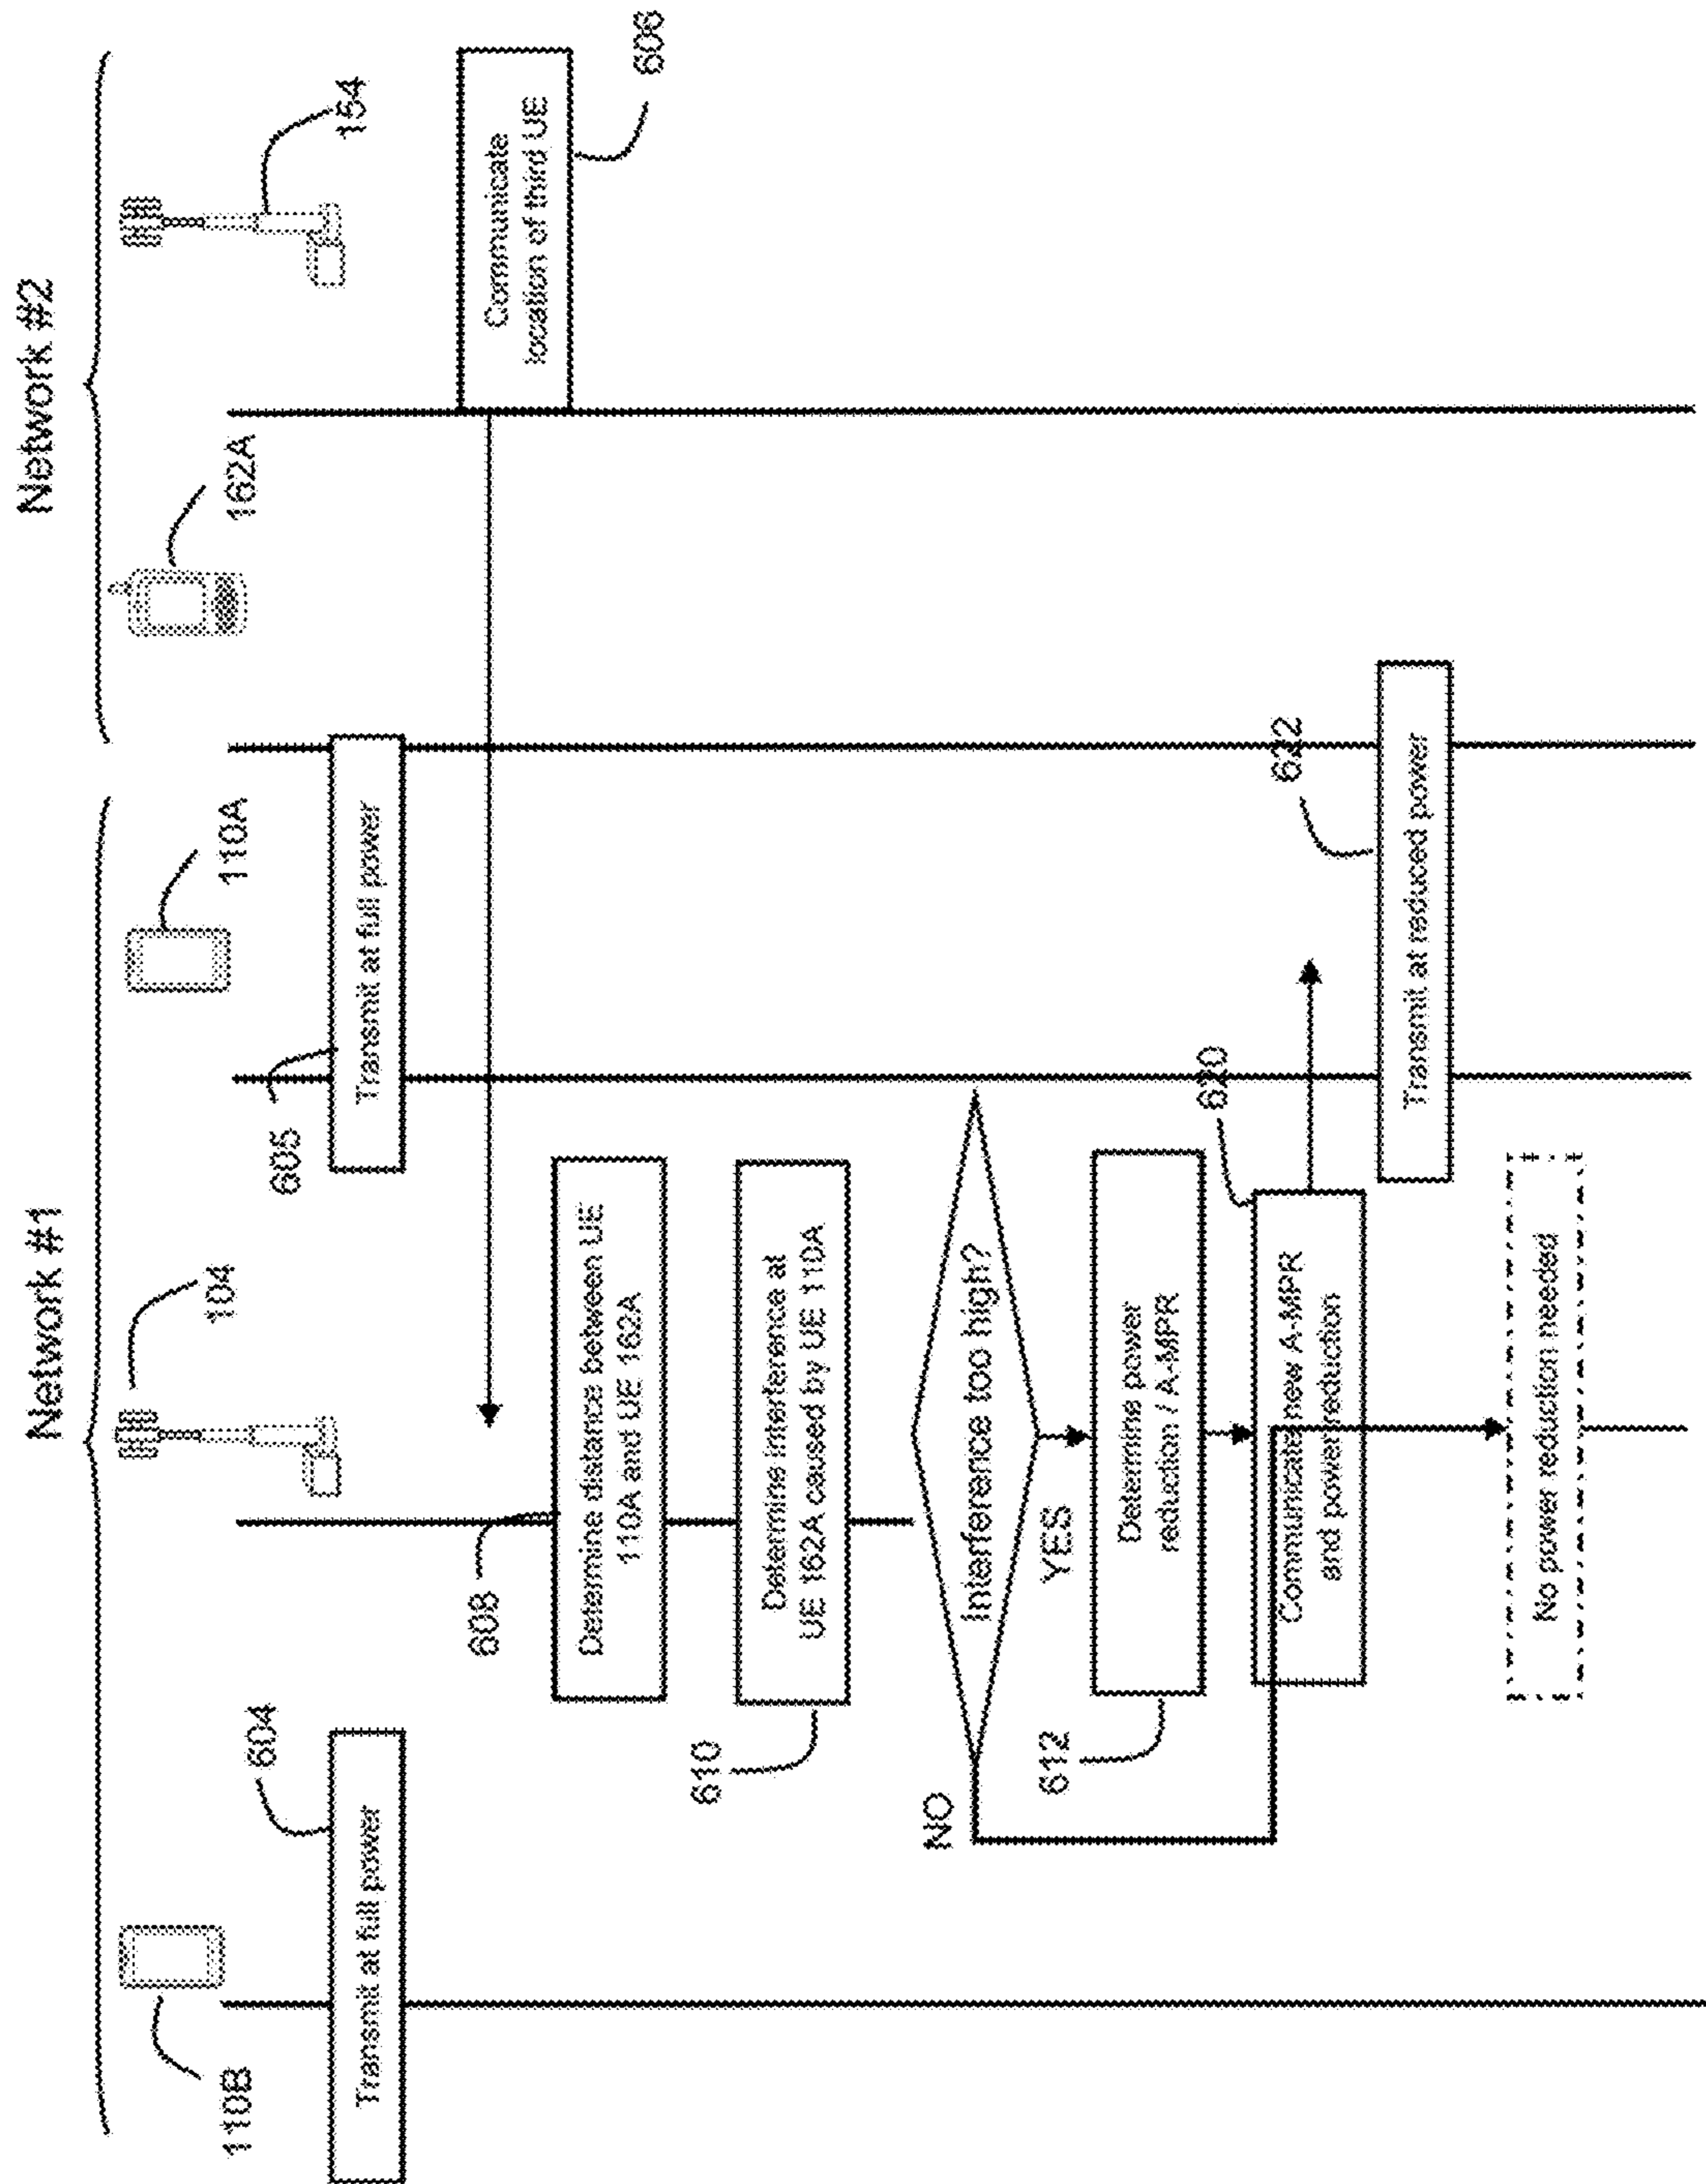 Network #1
Network #2
110B
104
110A
162A
154
604
Transmit at full power
605
Transmit at full power
Communicate
location of third UE
606
608
Determine distance between UE
110A and UE 162A
610
Determine interference at
UE 162A caused by UE 110A
Interference too high?
NO
YES
612
Determine power
reduction / A-MPR
620
Communicate new A-MPR
and power reduction
622
Transmit at reduced power
No power reduction needed